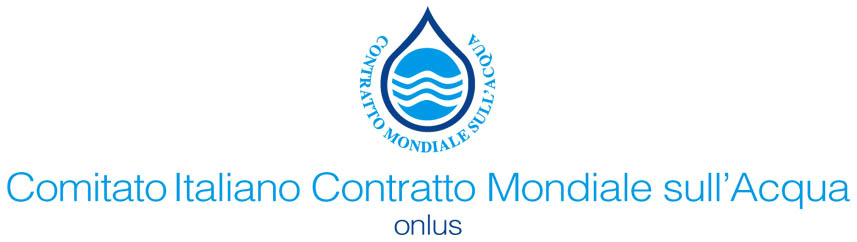 CONTRATTO MONDIALE SULL'ACQUA
Comitato Italiano Contratto Mondiale sull'Acqua
onlus